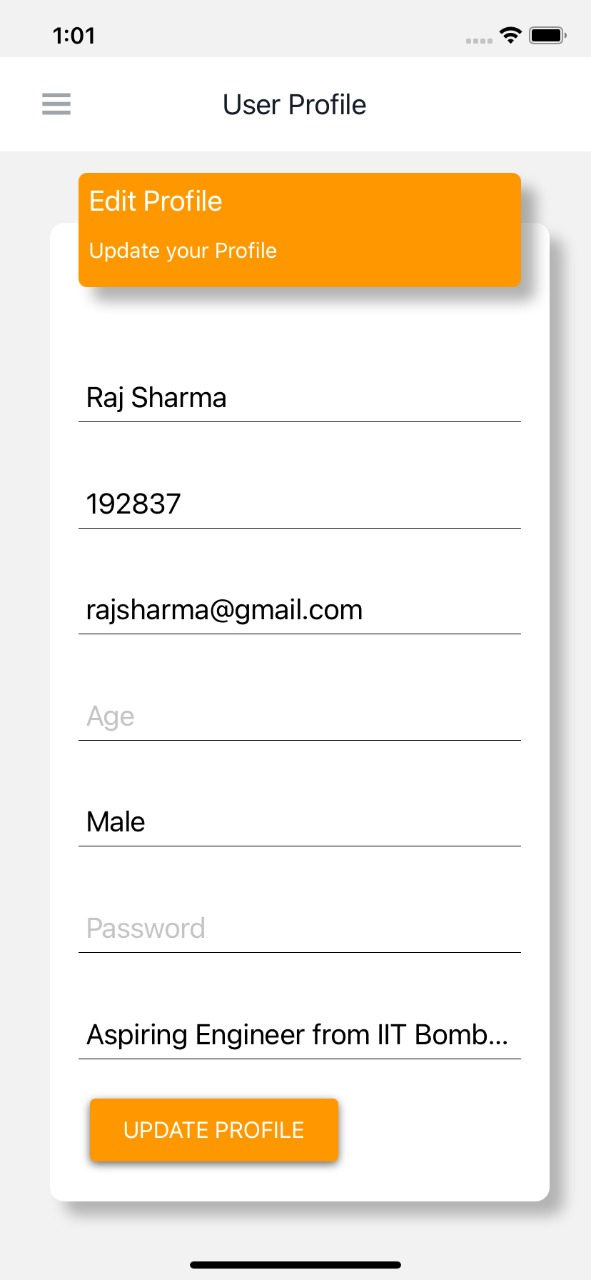 1:01
User Profile
Edit Profile
Update your Profile
Raj Sharma
192837
rajsharma@gmail.com
Age
Male
Password
Aspiring Engineer from IIT Bomb...
UPDATE PROFILE